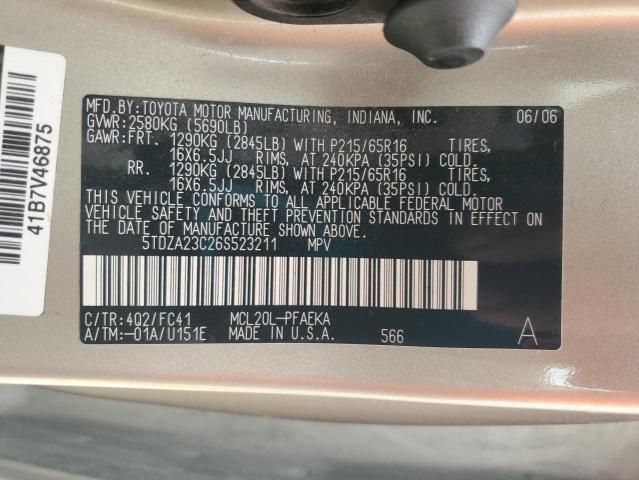 MFD.BY:TOYOTA MOTOR MANUFACTURING, INDIANA, INC. 06/06
GVWR:2580KG (5690LB)
GAWR:FRT. 1290KG (2845LB) WITH P215/65R16 TIRES,
16X6.5JJ RIMS, AT 240KPA (35PSI) COLD.
RR. 1290KG (2845LB) WITH P215/65R16 TIRES,
16X6.5JJ RIMS, AT 240KPA (35PSI) COLD.
THIS VEHICLE CONFORMS TO ALL APPLICABLE FEDERAL MOTOR
VEHICLE SAFETY AND THEFT PREVENTION STANDARDS IN EFFECT ON
THE DATE OF MANUFACTURE SHOWN ABOVE.
5TDZA23C26S523211 MPV
C/TR:4Q2/FC41 MCL20L-PFAEKA
A/TM:-01A/U151E MADE IN U.S.A. 566 A
41B7V46875